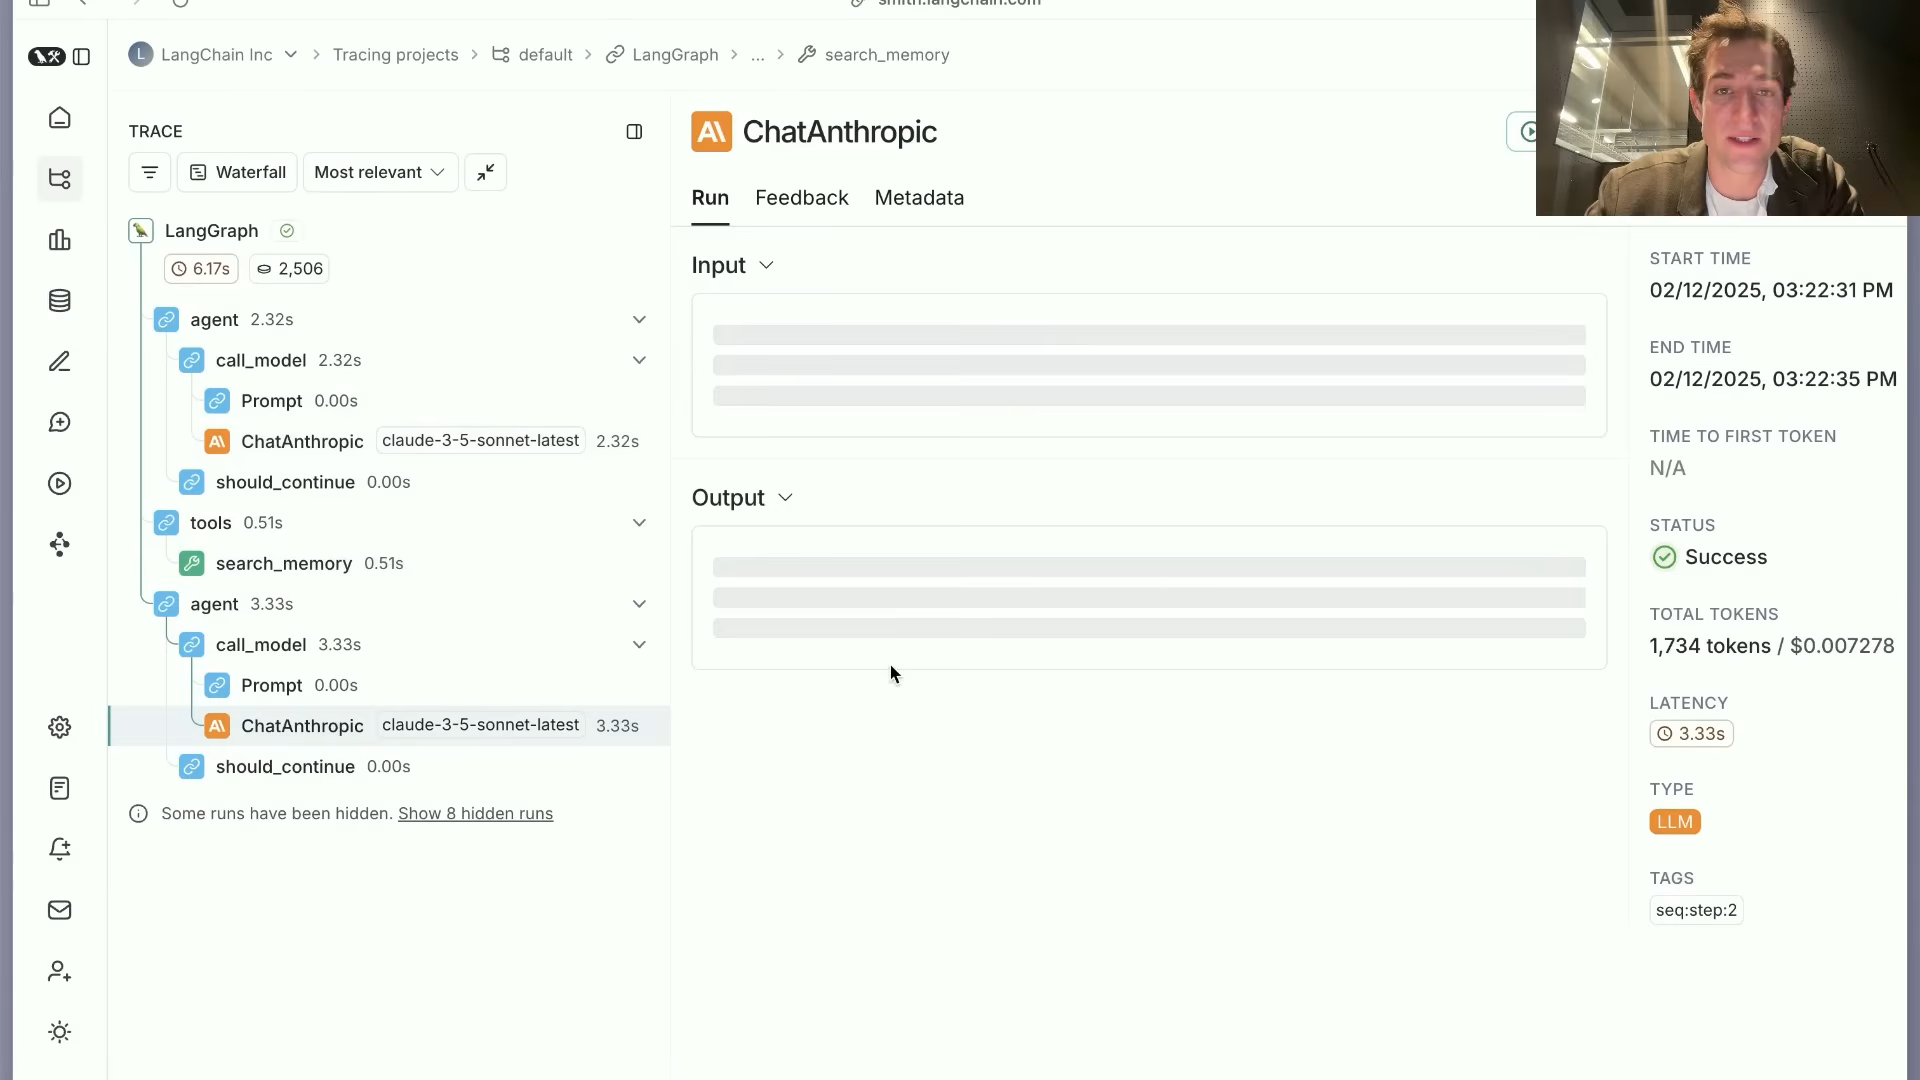 smith.langchain.com
L LangChain Inc > Tracing projects > default > LangGraph > ... > search_memory
TRACE
Waterfall
Most relevant
LangGraph
6.17s 2,506
agent 2.32s
call_model 2.32s
Prompt 0.00s
ChatAnthropic claude-3-5-sonnet-latest 2.32s
should_continue 0.00s
tools 0.51s
search_memory 0.51s
agent 3.33s
call_model 3.33s
Prompt 0.00s
ChatAnthropic claude-3-5-sonnet-latest 3.33s
should_continue 0.00s
Some runs have been hidden. Show 8 hidden runs
ChatAnthropic
Run Feedback Metadata
Input
Output
START TIME
02/12/2025, 03:22:31 PM
END TIME
02/12/2025, 03:22:35 PM
TIME TO FIRST TOKEN
N/A
STATUS
Success
TOTAL TOKENS
1,734 tokens / $0.007278
LATENCY
3.33s
TYPE
LLM
TAGS
seq:step:2